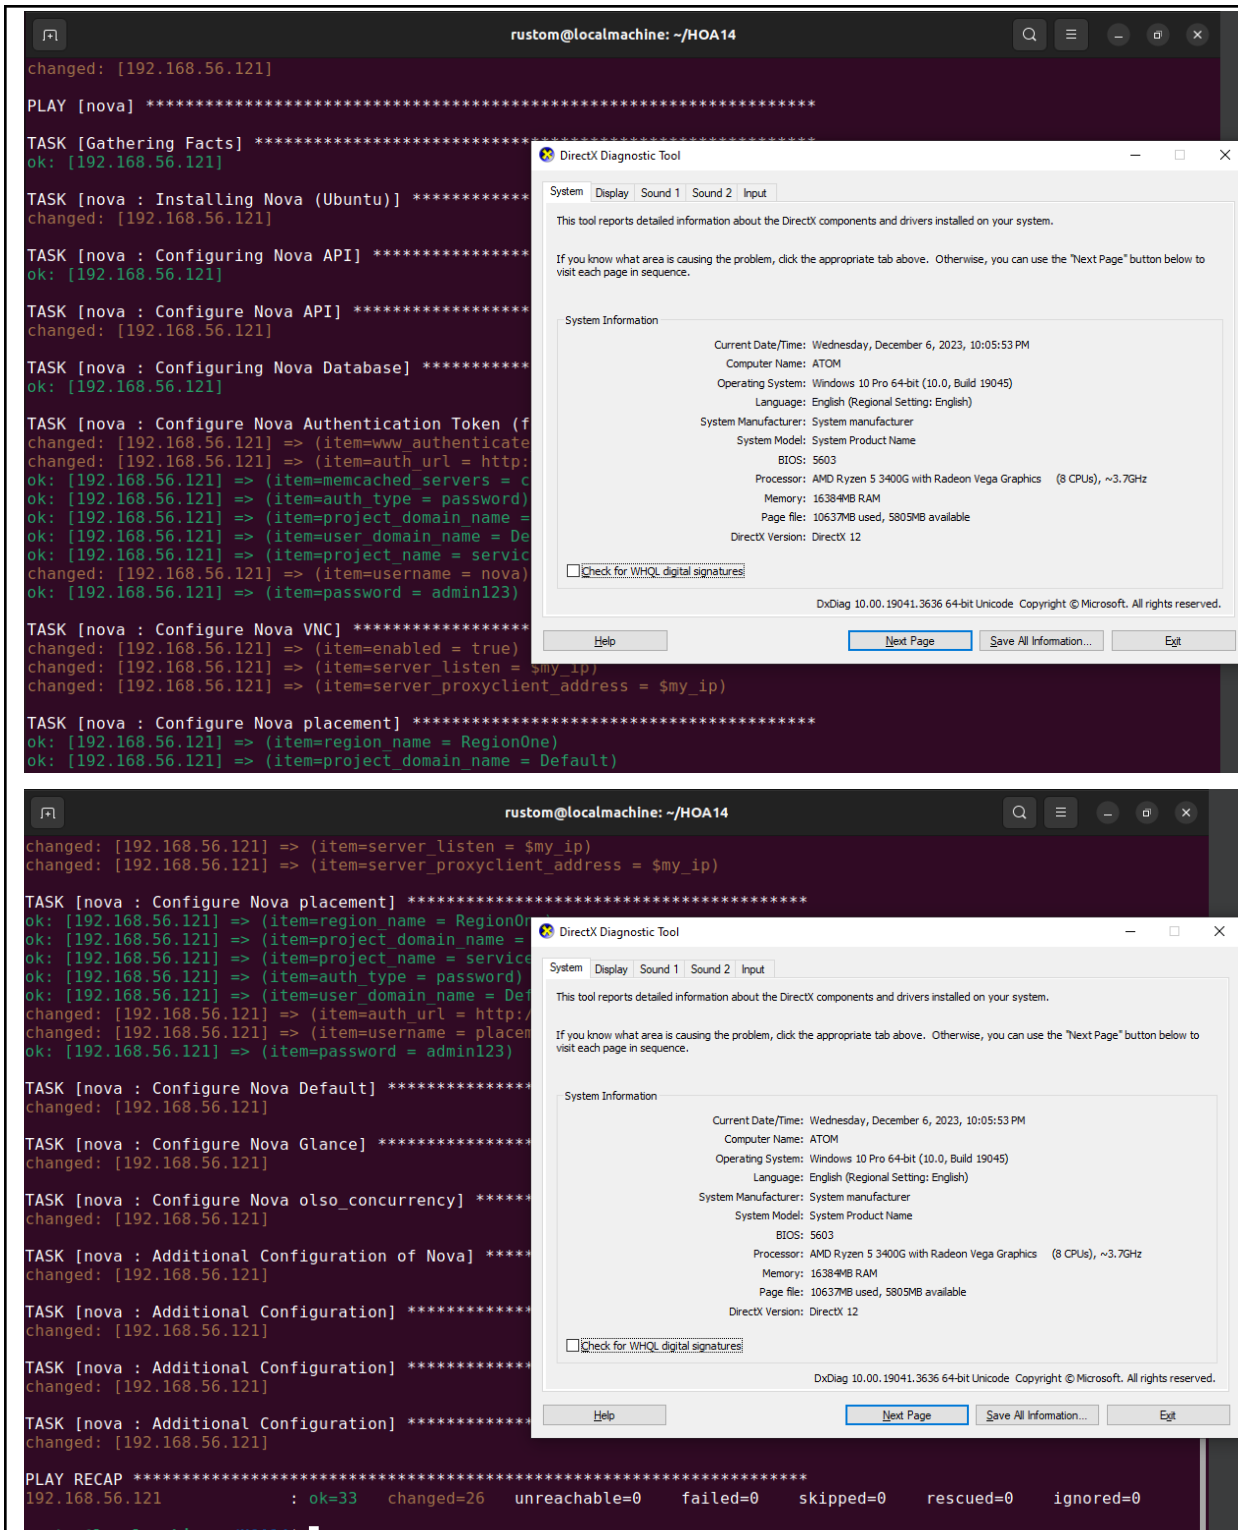 rustom@localmachine: ~/HOA14
changed: [192.168.56.121]
PLAY [nova] ********************************************************************
TASK [Gathering Facts] *********************************************************
ok: [192.168.56.121]
TASK [nova : Installing Nova (Ubuntu)] ************
changed: [192.168.56.121]
TASK [nova : Configuring Nova API] ****************
ok: [192.168.56.121]
TASK [nova : Configure Nova API] ******************
changed: [192.168.56.121]
TASK [nova : Configuring Nova Database] ***********
ok: [192.168.56.121]
TASK [nova : Configure Nova Authentication Token (f
changed: [192.168.56.121] => (item=www_authenticate
changed: [192.168.56.121] => (item=auth_url = http:
ok: [192.168.56.121] => (item=memcached_servers = c
ok: [192.168.56.121] => (item=auth_type = password)
ok: [192.168.56.121] => (item=project_domain_name =
ok: [192.168.56.121] => (item=user_domain_name = De
ok: [192.168.56.121] => (item=project_name = servic
changed: [192.168.56.121] => (item=username = nova)
ok: [192.168.56.121] => (item=password = admin123)
TASK [nova : Configure Nova VNC] ******************
changed: [192.168.56.121] => (item=enabled = true)
changed: [192.168.56.121] => (item=server_listen = $my_ip)
changed: [192.168.56.121] => (item=server_proxyclient_address = $my_ip)
TASK [nova : Configure Nova placement] *****************************************
ok: [192.168.56.121] => (item=region_name = RegionOne)
ok: [192.168.56.121] => (item=project_domain_name = Default)
DirectX Diagnostic Tool
System Display Sound 1 Sound 2 Input
This tool reports detailed information about the DirectX components and drivers installed on your system.
If you know what area is causing the problem, click the appropriate tab above. Otherwise, you can use the "Next Page" button below to
visit each page in sequence.
System Information
Current Date/Time: Wednesday, December 6, 2023, 10:05:53 PM
Computer Name: ATOM
Operating System: Windows 10 Pro 64-bit (10.0, Build 19045)
Language: English (Regional Setting: English)
System Manufacturer: System manufacturer
System Model: System Product Name
BIOS: 5603
Processor: AMD Ryzen 5 3400G with Radeon Vega Graphics (8 CPUs), ~3.7GHz
Memory: 16384MB RAM
Page file: 10637MB used, 5805MB available
DirectX Version: DirectX 12
Check for WHQL digital signatures
DxDiag 10.00.19041.3636 64-bit Unicode Copyright © Microsoft. All rights reserved.
Help Next Page Save All Information... Exit
rustom@localmachine: ~/HOA14
changed: [192.168.56.121] => (item=server_listen = $my_ip)
changed: [192.168.56.121] => (item=server_proxyclient_address = $my_ip)
TASK [nova : Configure Nova placement] *****************************************
ok: [192.168.56.121] => (item=region_name = RegionOn
ok: [192.168.56.121] => (item=project_domain_name =
ok: [192.168.56.121] => (item=project_name = service
ok: [192.168.56.121] => (item=auth_type = password)
ok: [192.168.56.121] => (item=user_domain_name = Def
changed: [192.168.56.121] => (item=auth_url = http:/
changed: [192.168.56.121] => (item=username = placem
ok: [192.168.56.121] => (item=password = admin123)
TASK [nova : Configure Nova Default] ***************
changed: [192.168.56.121]
TASK [nova : Configure Nova Glance] ****************
changed: [192.168.56.121]
TASK [nova : Configure Nova olso_concurrency] ******
changed: [192.168.56.121]
TASK [nova : Additional Configuration of Nova] *****
changed: [192.168.56.121]
TASK [nova : Additional Configuration] *************
changed: [192.168.56.121]
TASK [nova : Additional Configuration] *************
changed: [192.168.56.121]
TASK [nova : Additional Configuration] *************
changed: [192.168.56.121]
PLAY RECAP *********************************************************************
192.168.56.121 : ok=33 changed=26 unreachable=0 failed=0 skipped=0 rescued=0 ignored=0
DirectX Diagnostic Tool
System Display Sound 1 Sound 2 Input
This tool reports detailed information about the DirectX components and drivers installed on your system.
If you know what area is causing the problem, click the appropriate tab above. Otherwise, you can use the "Next Page" button below to
visit each page in sequence.
System Information
Current Date/Time: Wednesday, December 6, 2023, 10:05:53 PM
Computer Name: ATOM
Operating System: Windows 10 Pro 64-bit (10.0, Build 19045)
Language: English (Regional Setting: English)
System Manufacturer: System manufacturer
System Model: System Product Name
BIOS: 5603
Processor: AMD Ryzen 5 3400G with Radeon Vega Graphics (8 CPUs), ~3.7GHz
Memory: 16384MB RAM
Page file: 10637MB used, 5805MB available
DirectX Version: DirectX 12
Check for WHQL digital signatures
DxDiag 10.00.19041.3636 64-bit Unicode Copyright © Microsoft. All rights reserved.
Help Next Page Save All Information... Exit